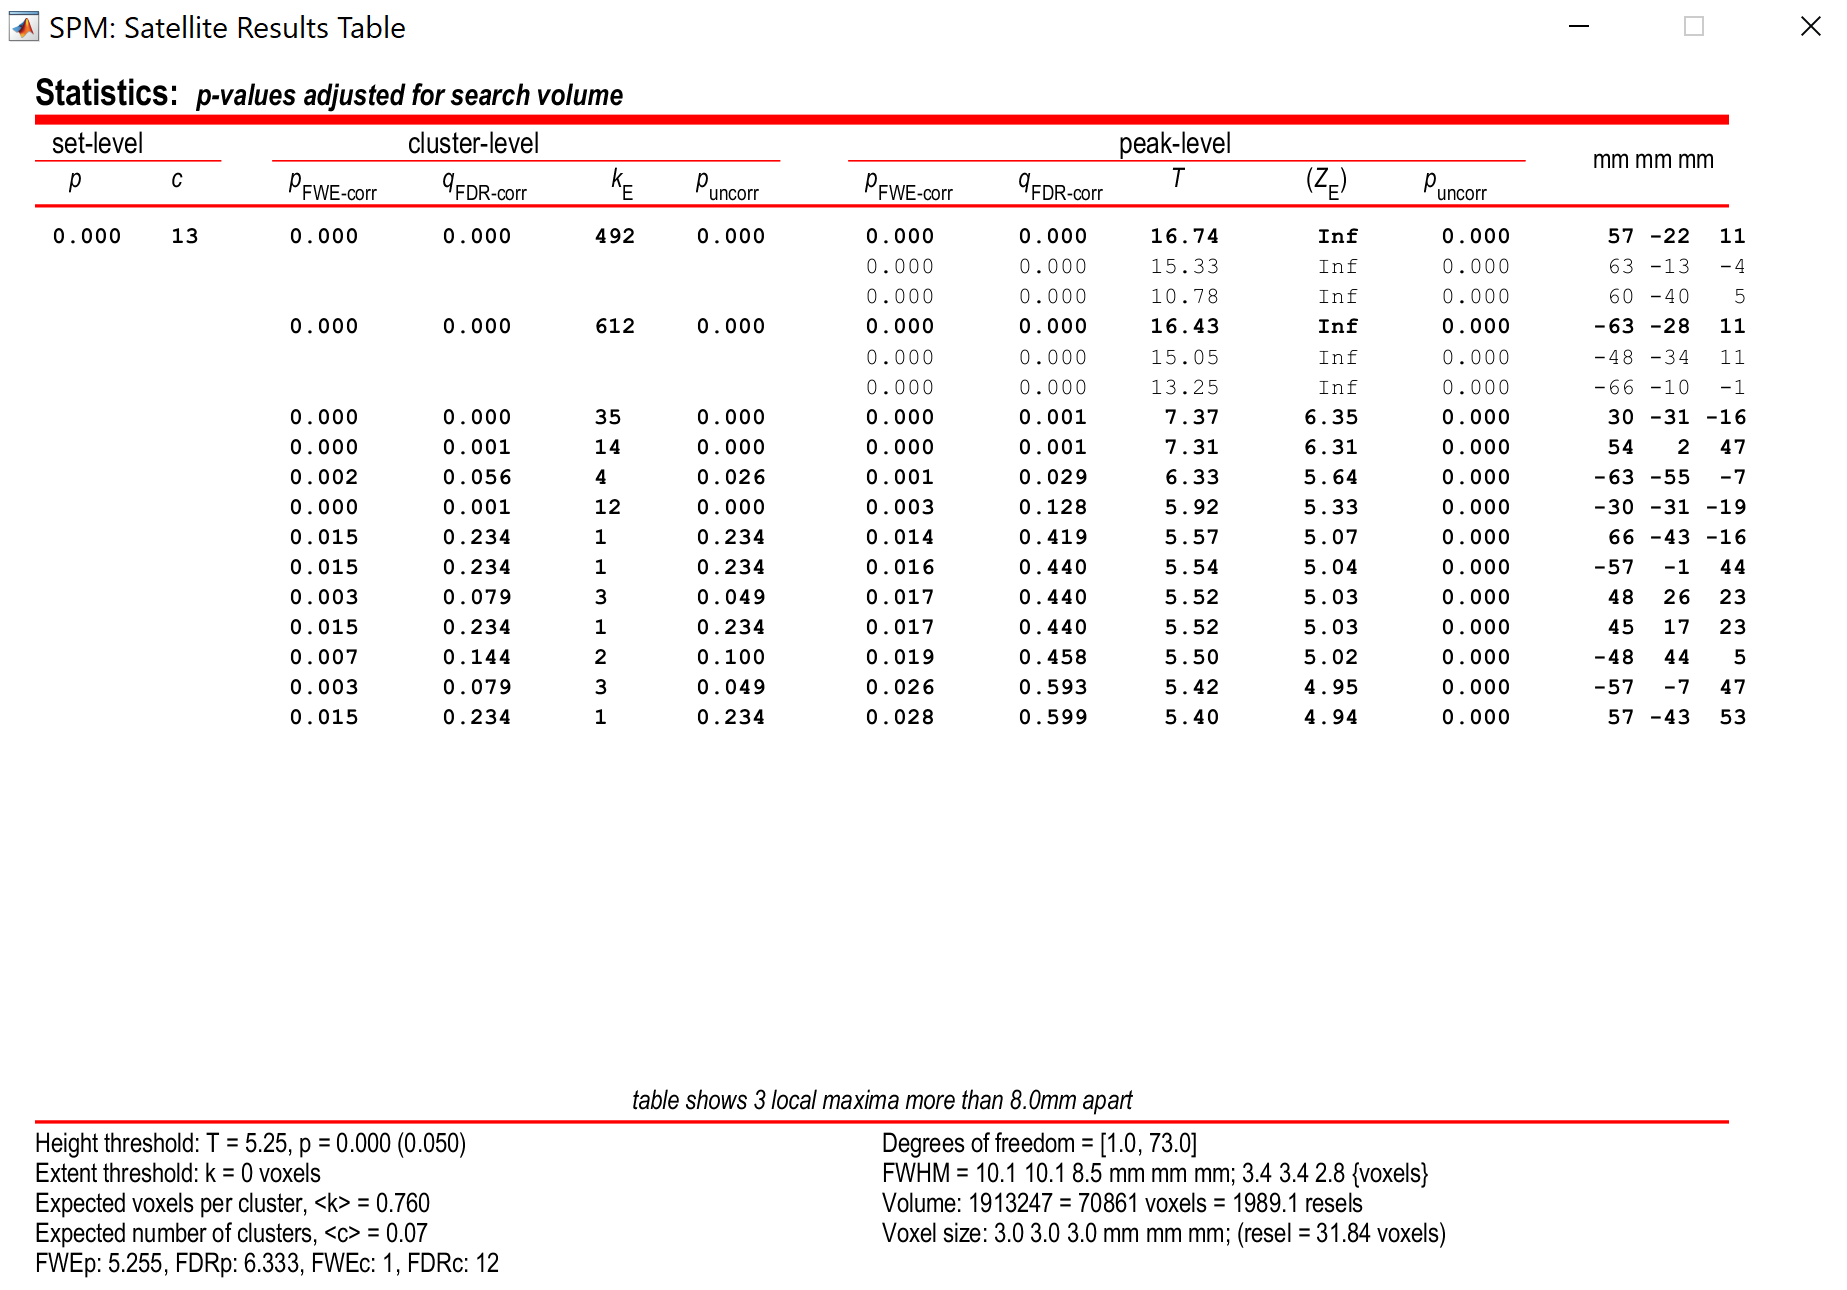 SPM: Satellite Results Table
Statistics: p-values adjusted for search volume
set-level cluster-level peak-level mm mm mm
p c pFWE-corr qFDR-corr kE puncorr pFWE-corr qFDR-corr T (ZE) puncorr
0.000 13 0.000 0.000 492 0.000 0.000 0.000 16.74 Inf 0.000 57 -22 11
0.000 0.000 15.33 Inf 0.000 63 -13 -4
0.000 0.000 10.78 Inf 0.000 60 -40 5
0.000 0.000 612 0.000 0.000 0.000 16.43 Inf 0.000 -63 -28 11
0.000 0.000 15.05 Inf 0.000 -48 -34 11
0.000 0.000 13.25 Inf 0.000 -66 -10 -1
0.000 0.000 35 0.000 0.000 0.001 7.37 6.35 0.000 30 -31 -16
0.000 0.001 14 0.000 0.000 0.001 7.31 6.31 0.000 54 2 47
0.002 0.056 4 0.026 0.001 0.029 6.33 5.64 0.000 -63 -55 -7
0.000 0.001 12 0.000 0.003 0.128 5.92 5.33 0.000 -30 -31 -19
0.015 0.234 1 0.234 0.014 0.419 5.57 5.07 0.000 66 -43 -16
0.015 0.234 1 0.234 0.016 0.440 5.54 5.04 0.000 -57 -1 44
0.003 0.079 3 0.049 0.017 0.440 5.52 5.03 0.000 48 26 23
0.015 0.234 1 0.234 0.017 0.440 5.52 5.03 0.000 45 17 23
0.007 0.144 2 0.100 0.019 0.458 5.50 5.02 0.000 -48 44 5
0.003 0.079 3 0.049 0.026 0.593 5.42 4.95 0.000 -57 -7 47
0.015 0.234 1 0.234 0.028 0.599 5.40 4.94 0.000 57 -43 53
table shows 3 local maxima more than 8.0mm apart
Height threshold: T = 5.25, p = 0.000 (0.050)
Extent threshold: k = 0 voxels
Expected voxels per cluster, <k> = 0.760
Expected number of clusters, <c> = 0.07
FWEp: 5.255, FDRp: 6.333, FWEc: 1, FDRc: 12
Degrees of freedom = [1.0, 73.0]
FWHM = 10.1 10.1 8.5 mm mm mm; 3.4 3.4 2.8 {voxels}
Volume: 1913247 = 70861 voxels = 1989.1 resels
Voxel size: 3.0 3.0 3.0 mm mm mm; (resel = 31.84 voxels)